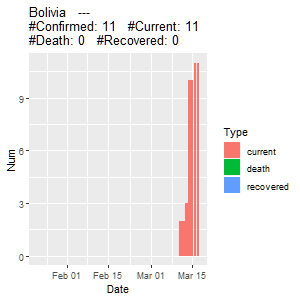 Bolivia   ---
#Confirmed: 11   #Current: 11
#Death: 0   #Recovered: 0
Num
9
6
3
0
Feb 01
Feb 15
Mar 01
Mar 15
Date
Type
current
death
recovered